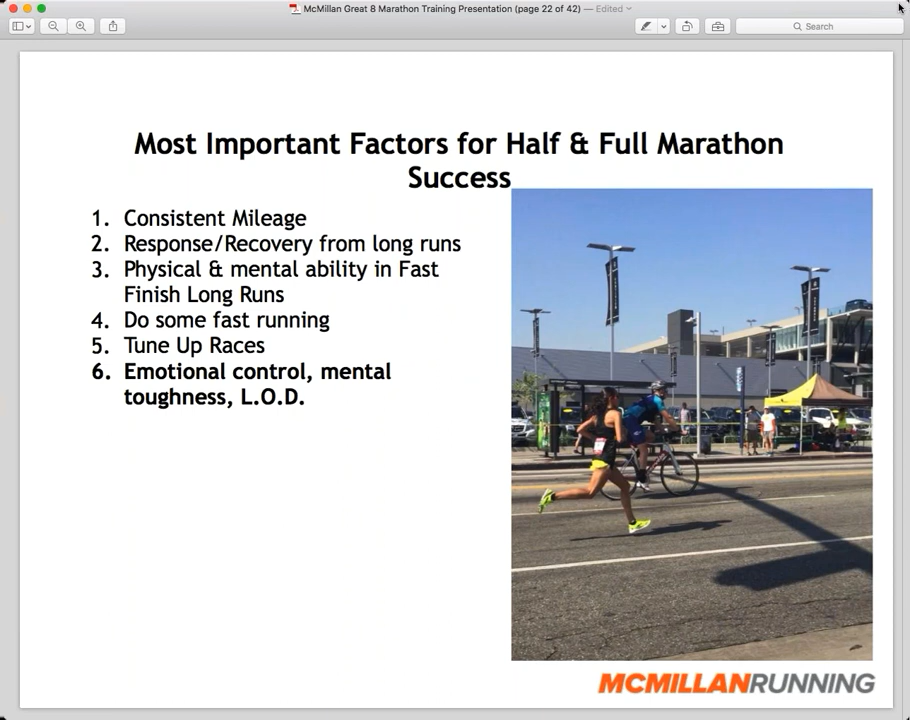 McMillan Great 8 Marathon Training Presentation (page 22 of 42) — Edited
Search
Most Important Factors for Half & Full Marathon
Success
1. Consistent Mileage
2. Response/Recovery from long runs
3. Physical & mental ability in Fast
Finish Long Runs
4. Do some fast running
5. Tune Up Races
6. Emotional control, mental
toughness, L.O.D.
MCMILLANRUNNING